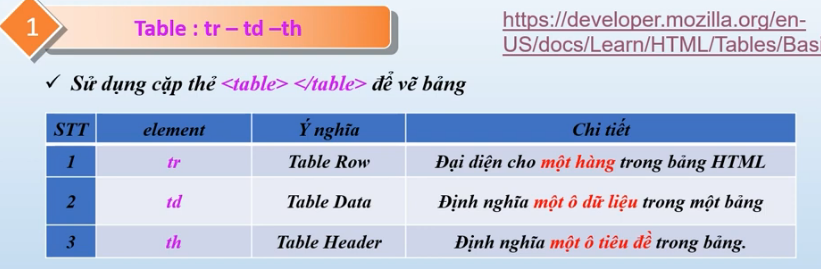 1
Table : tr – td –th
https://developer.mozilla.org/en-
US/docs/Learn/HTML/Tables/Basi
✓ Sử dụng cặp thẻ <table> </table> để vẽ bảng
STT element Ý nghĩa Chi tiết
1 tr Table Row Đại diện cho một hàng trong bảng HTML
2 td Table Data Định nghĩa một ô dữ liệu trong một bảng
3 th Table Header Định nghĩa một ô tiêu đề trong bảng.